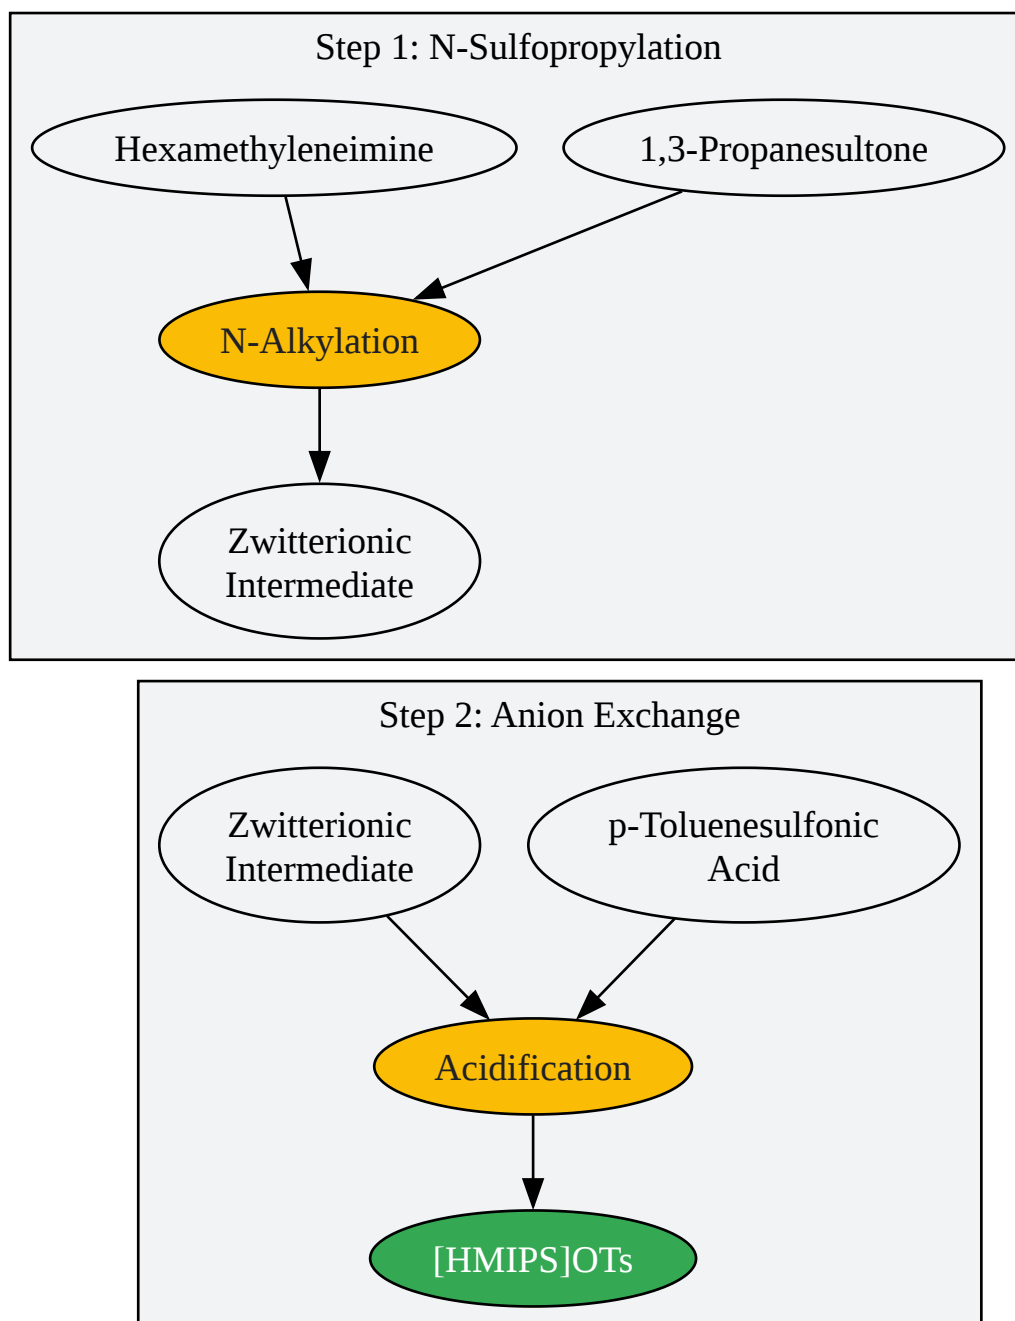 Step 1: N-Sulfopropylation
Hexamethyleneimine
1,3-Propanesultone
N-Alkylation
Zwitterionic
Intermediate
Step 2: Anion Exchange
Zwitterionic
Intermediate
p-Toluenesulfonic
Acid
Acidification
[HMIPS]OTs